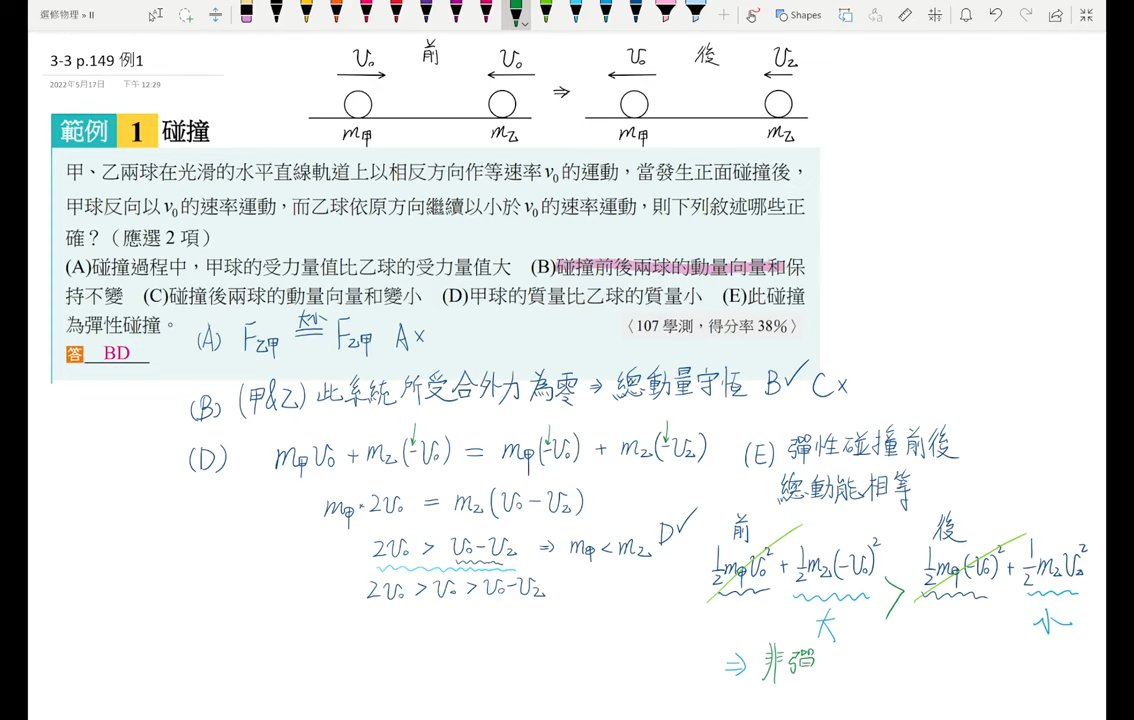 選修物理 » II
Shapes
3-3 p.149 例1
2022年5月17日 下午 12:29
V₀ 前 V₀ V₀ 後 V乙
⇒
m甲 m乙 m甲 m乙
範例 1 碰撞
甲、乙兩球在光滑的水平直線軌道上以相反方向作等速率v₀的運動，當發生正面碰撞後，
甲球反向以v₀的速率運動，而乙球依原方向繼續以小於v₀的速率運動，則下列敘述哪些正
確？（應選2項）
(A)碰撞過程中，甲球的受力量值比乙球的受力量值大 (B)碰撞前後兩球的動量向量和保
持不變 (C)碰撞後兩球的動量向量和變小 (D)甲球的質量比乙球的質量小 (E)此碰撞
為彈性碰撞。
〈107 學測，得分率 38%〉
答 BD
(A) F乙甲 大小 = F乙甲 A×
(B) (甲&乙) 此系統所受合外力為零 ⇒ 總動量守恆 B✓ C×
(D) m甲V₀ + m乙(-V₀) = m甲(-V₀) + m乙(-V乙)
m甲·2V₀ = m乙(V₀-V乙)
2V₀ > V₀-V乙 ⇒ m甲<m乙 D✓
2V₀ > V₀ > V₀-V乙
(E) 彈性碰撞前後
總動能相等
前 後
½m甲V₀² + ½m乙(-V₀)² > ½m甲(-V₀)² + ½m乙V乙²
大 小
⇒ 非彈